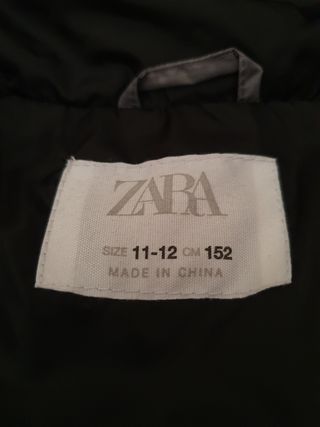 ZARA
SIZE 11-12 CM 152
MADE IN CHINA